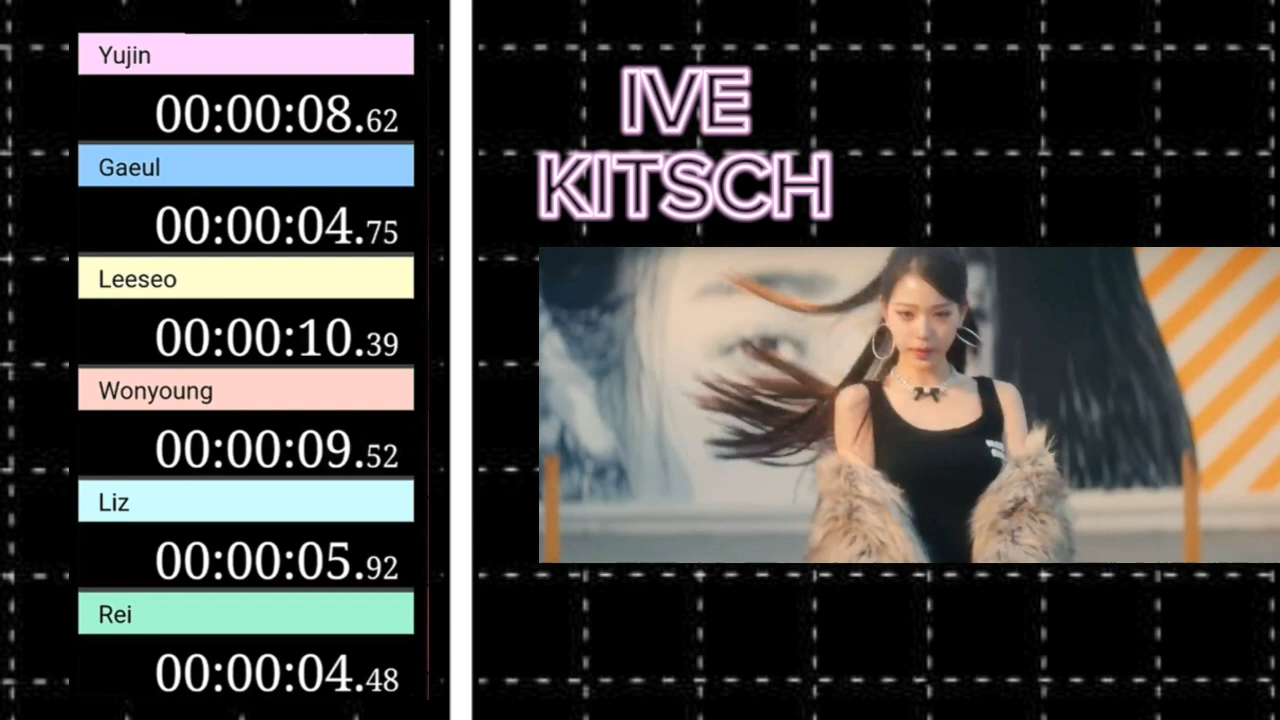 Yujin
00:00:08.62
Gaeul
00:00:04.75
Leeseo
00:00:10.39
Wonyoung
00:00:09.52
Liz
00:00:05.92
Rei
00:00:04.48
IVE
KITSCH